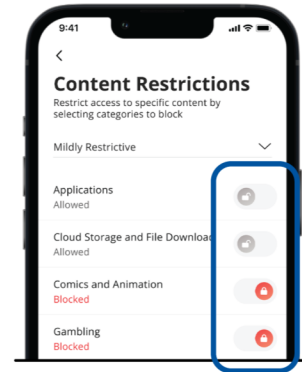 9:41
Content Restrictions
Restrict access to specific content by
selecting categories to block
Mildly Restrictive
Applications
Allowed
Cloud Storage and File
Allowed
Comics and Animation
Blocked
Gambling
Blocked